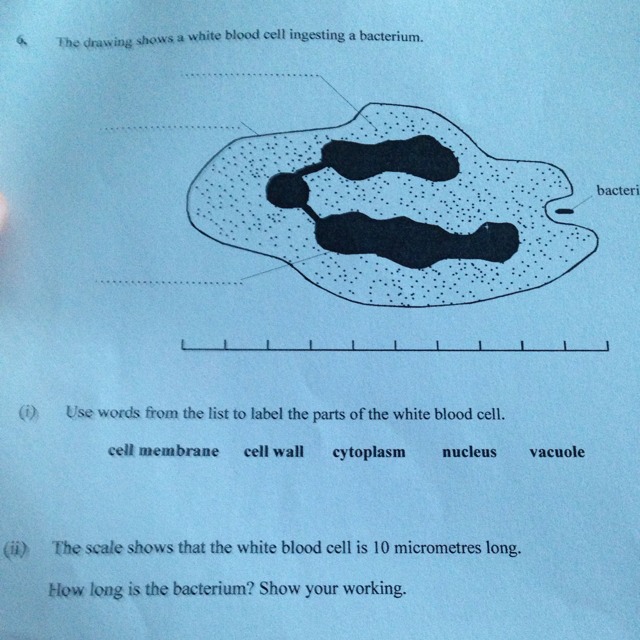 6. The drawing shows a white blood cell ingesting a bacterium.
bacteri
(i) Use words from the list to label the parts of the white blood cell.
cell membrane cell wall cytoplasm nucleus vacuole
(ii) The scale shows that the white blood cell is 10 micrometres long.
How long is the bacterium? Show your working.